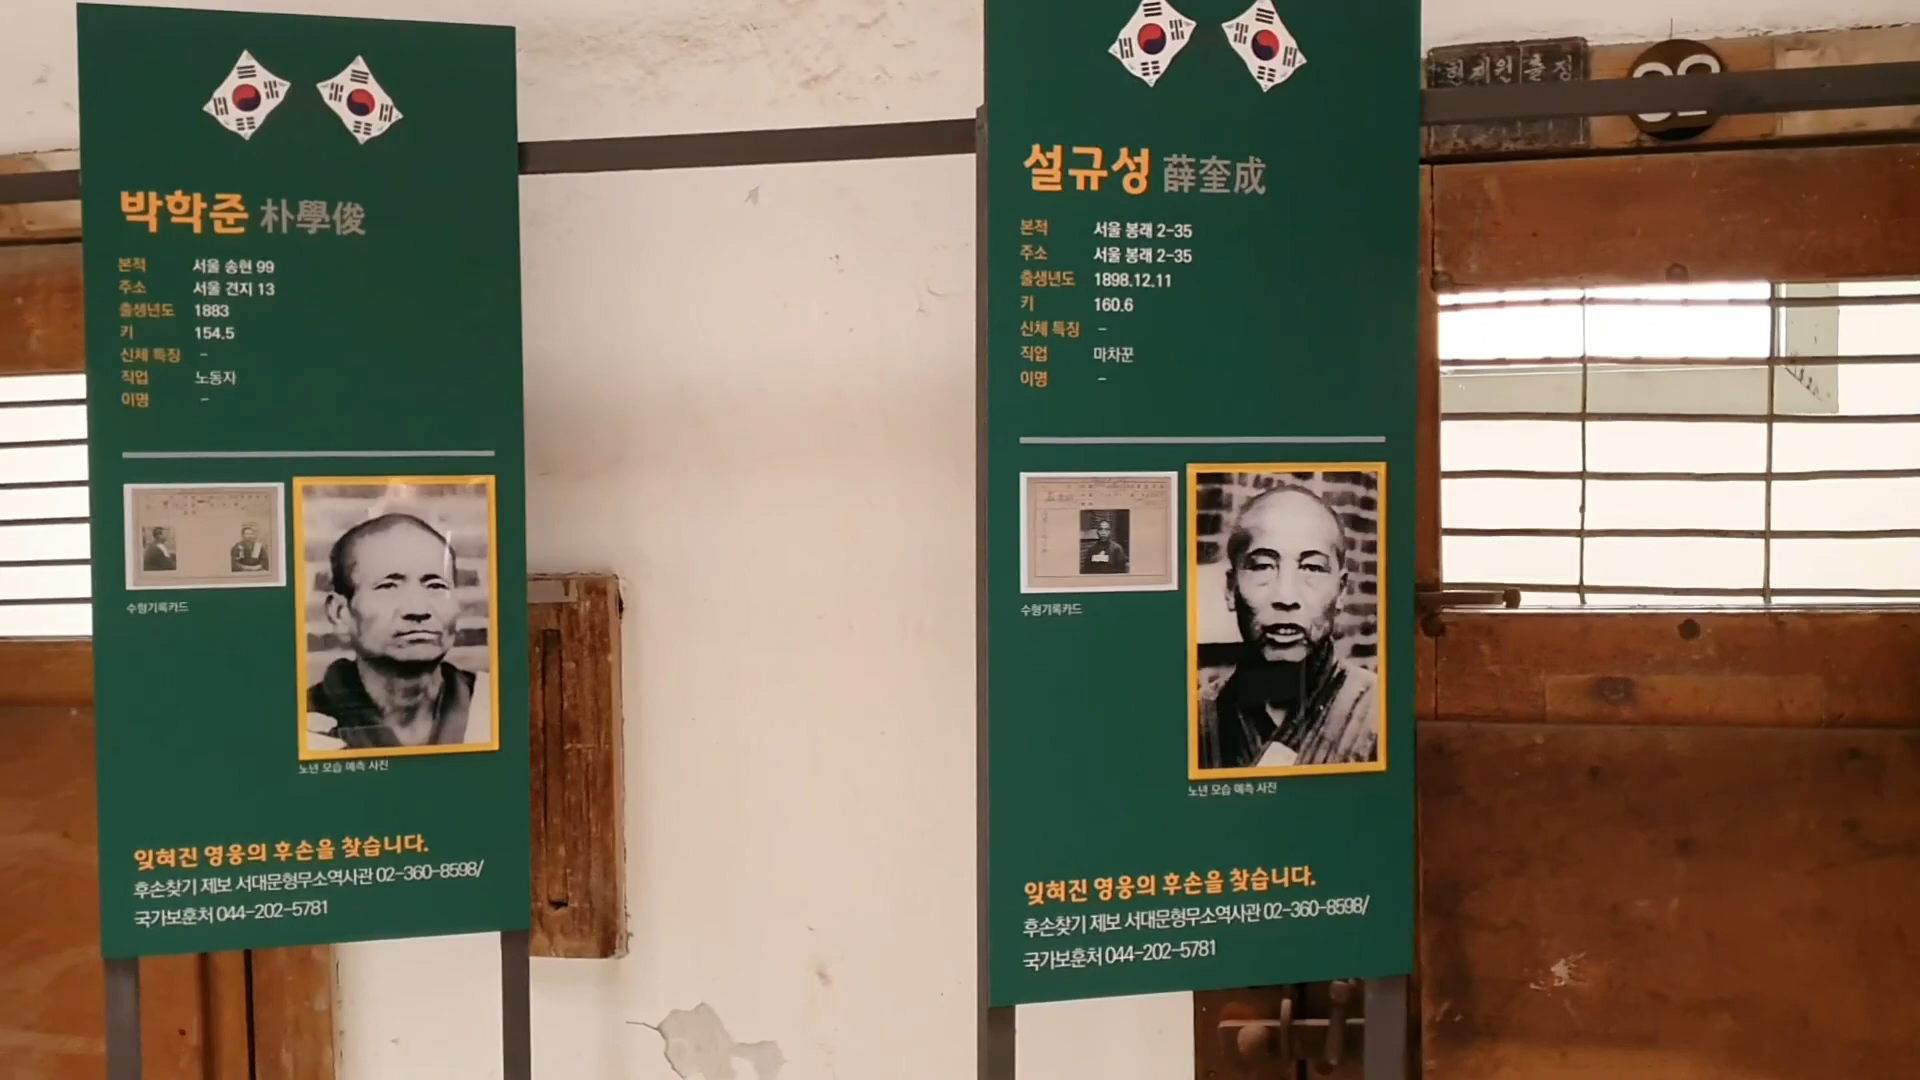 박학준 朴學俊
본적 서울 송현 99
주소 서울 견지 13
출생년도 1883
키 154.5
신체 특징 -
직업 노동자
이명 -
수형기록카드
노년 모습 예측 사진
잊혀진 영웅의 후손을 찾습니다.
후손찾기 제보 서대문형무소역사관 02-360-8598/
국가보훈처 044-202-5781
설규성 薛奎成
본적 서울 봉래 2-35
주소 서울 봉래 2-35
출생년도 1898.12.11
키 160.6
신체 특징 -
직업 마차꾼
이명 -
수형기록카드
노년 모습 예측 사진
잊혀진 영웅의 후손을 찾습니다.
후손찾기 제보 서대문형무소역사관 02-360-8598/
국가보훈처 044-202-5781